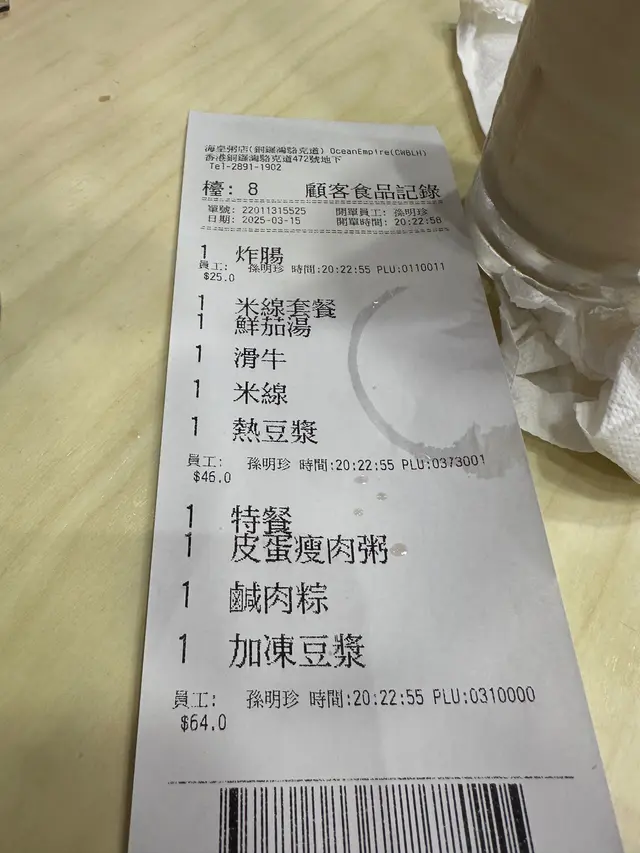 海皇粥店(銅鑼灣駱克道) OceanEmpire(CWBLH)
香港銅鑼灣駱克道472號地下
Tel-2891-1902
檯: 8 顧客食品記錄
單號: 22011315525 開單員工: 孫明珍
日期: 2025-03-15 開單時間: 20:22:58
1 炸腸
員工: 孫明珍 時間:20:22:55 PLU:0110011
$25.0
1 米線套餐
1 鮮茄湯
1 滑牛
1 米線
1 熱豆漿
員工: 孫明珍 時間:20:22:55 PLU:0373001
$46.0
1 特餐
1 皮蛋瘦肉粥
1 鹹肉粽
1 加凍豆漿
員工: 孫明珍 時間:20:22:55 PLU:0310000
$64.0